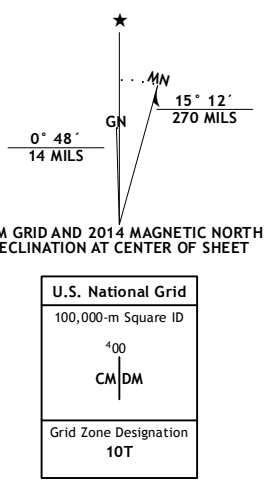 ★
MN
GN
15° 12´
270 MILS
0° 48´
14 MILS
M GRID AND 2014 MAGNETIC NORTH
ECLINATION AT CENTER OF SHEET
U.S. National Grid
100,000-m Square ID
⁴00
CM DM
Grid Zone Designation
10T